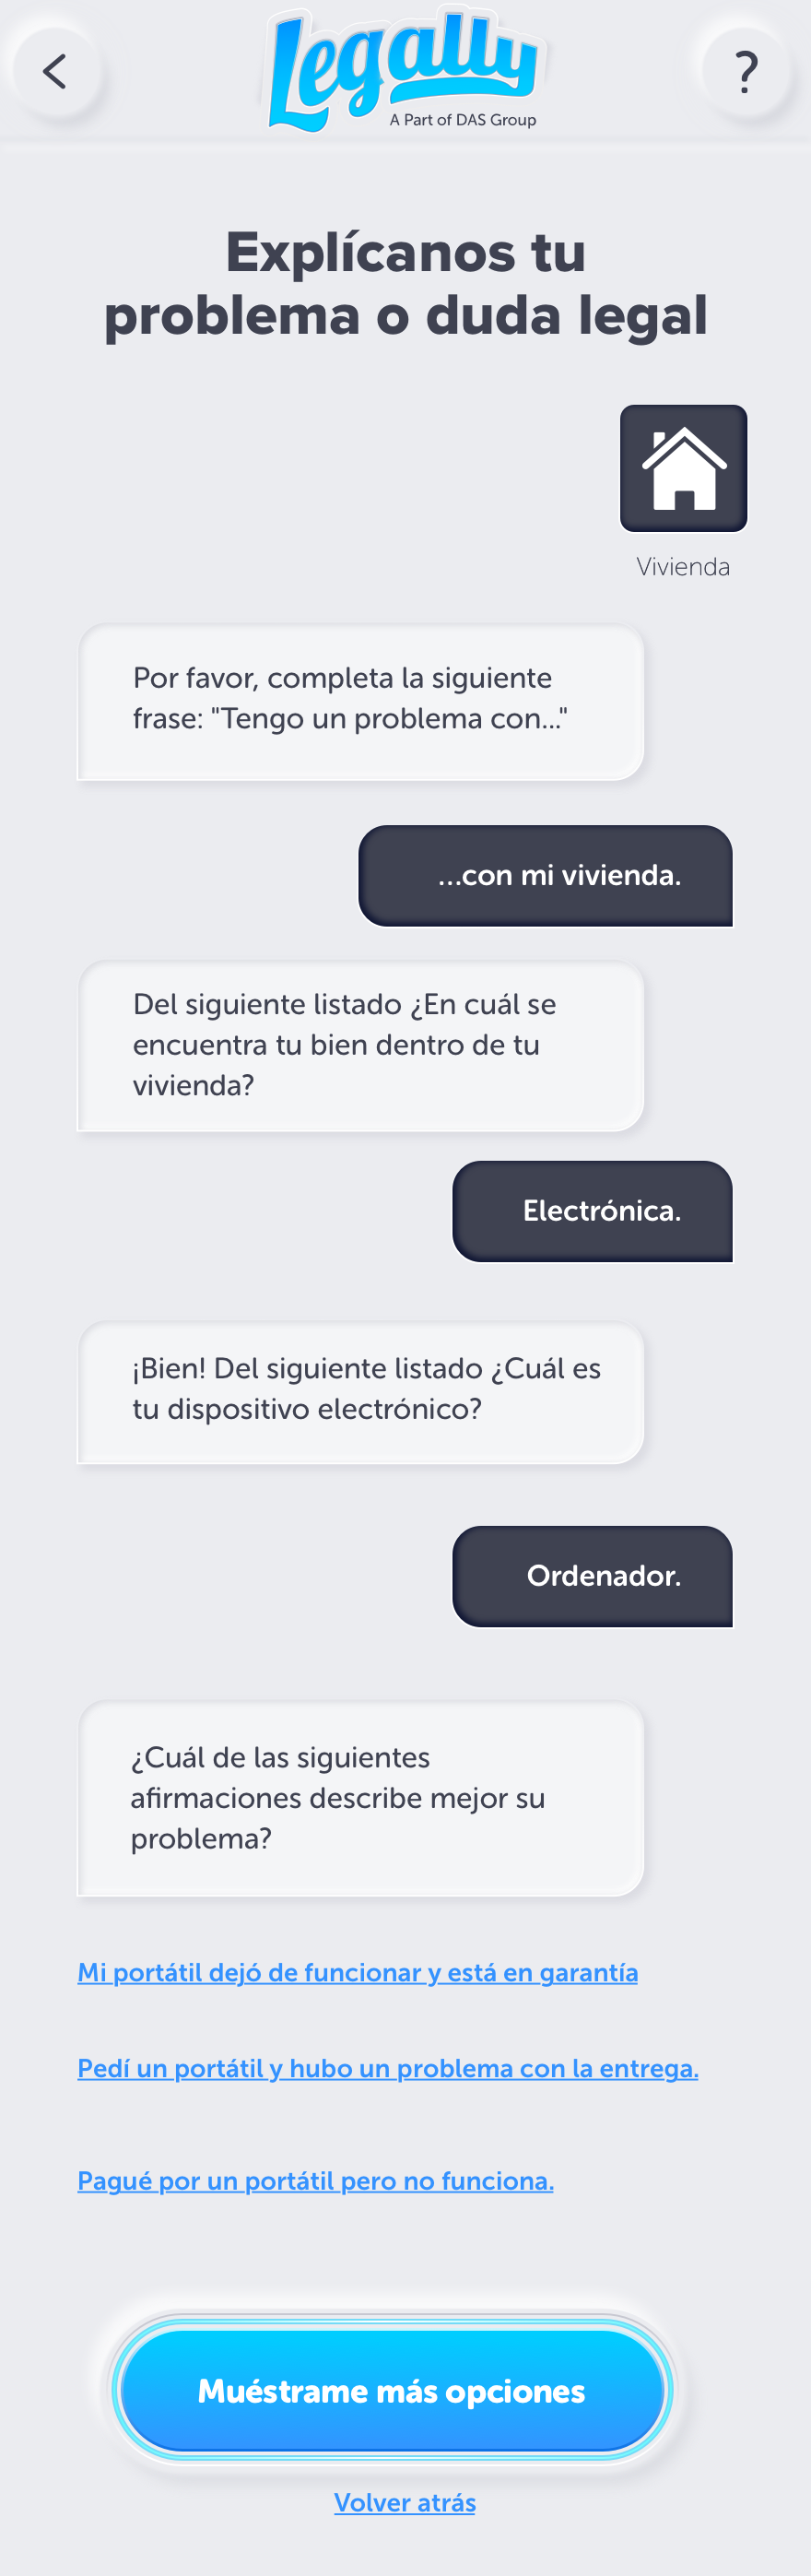 Legally
A Part of DAS Group
?
Explícanos tu
problema o duda legal
Vivienda
Por favor, completa la siguiente
frase: "Tengo un problema con..."
...con mi vivienda.
Del siguiente listado ¿En cuál se
encuentra tu bien dentro de tu
vivienda?
Electrónica.
¡Bien! Del siguiente listado ¿Cuál es
tu dispositivo electrónico?
Ordenador.
¿Cuál de las siguientes
afirmaciones describe mejor su
problema?
Mi portátil dejó de funcionar y está en garantía
Pedí un portátil y hubo un problema con la entrega.
Pagué por un portátil pero no funciona.
Muéstrame más opciones
Volver atrás